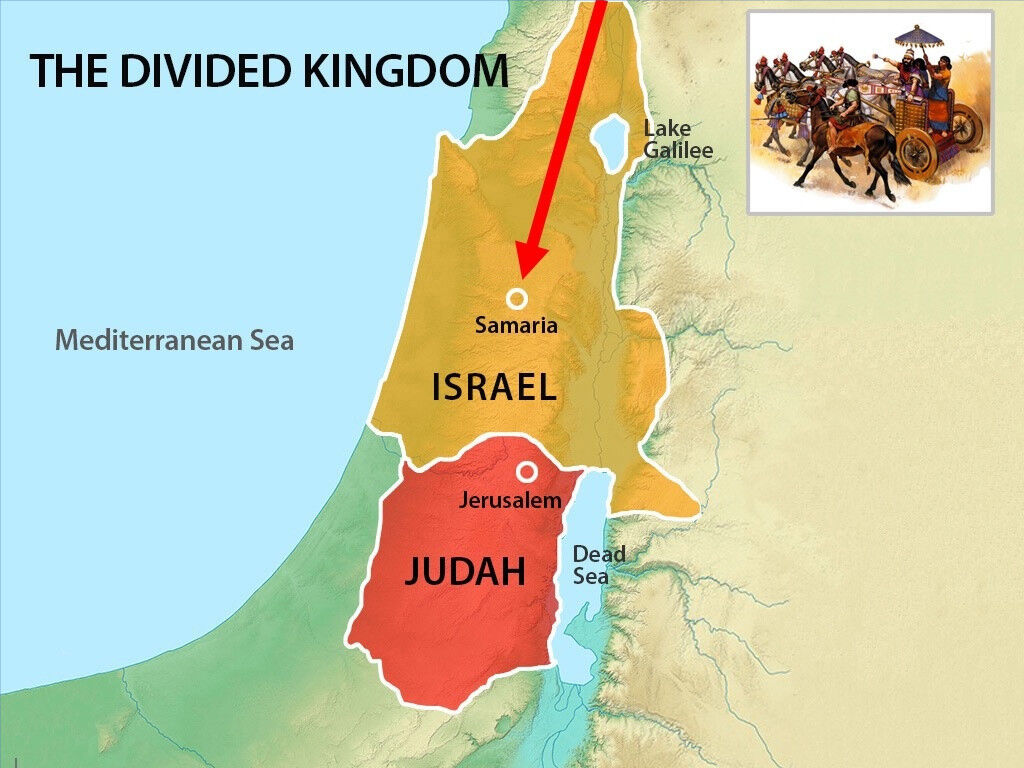 THE DIVIDED KINGDOM
Lake
Galilee
Samaria
Mediterranean Sea
ISRAEL
Jerusalem
Dead
Sea
JUDAH